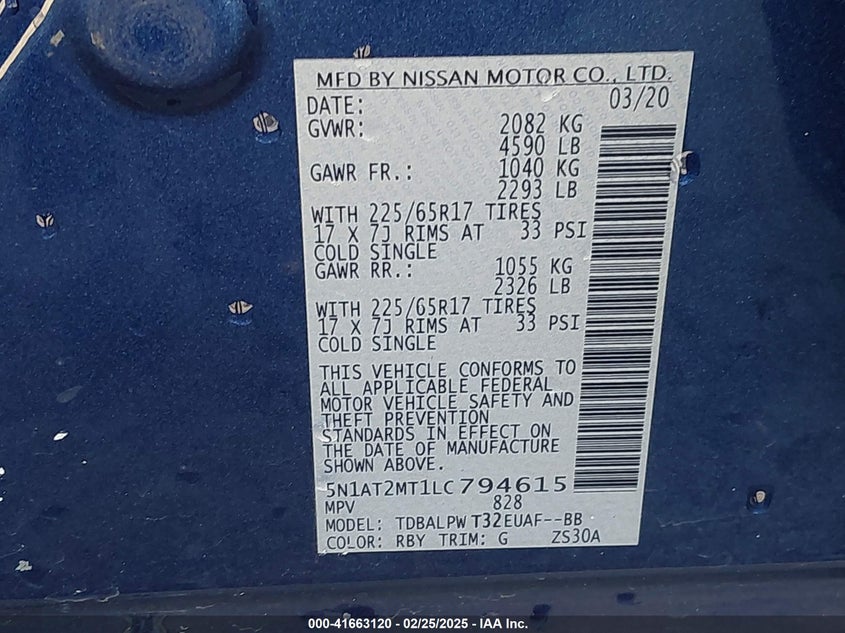 MFD BY NISSAN MOTOR CO., LTD.
DATE: 03/20
GVWR: 2082 KG
4590 LB
GAWR FR.: 1040 KG
2293 LB
WITH 225/65R17 TIRES
17 X 7J RIMS AT 33 PSI
COLD SINGLE
GAWR RR.: 1055 KG
2326 LB
WITH 225/65R17 TIRES
17 X 7J RIMS AT 33 PSI
COLD SINGLE
THIS VEHICLE CONFORMS TO
ALL APPLICABLE FEDERAL
MOTOR VEHICLE SAFETY AND
THEFT PREVENTION
STANDARDS IN EFFECT ON
THE DATE OF MANUFACTURE
SHOWN ABOVE.
5N1AT2MT1LC794615
MPV 828
MODEL: TDBALPW T32EUAF--BB
COLOR: RBY TRIM: G ZS30A
000-41663120 - 02/25/2025 - IAA Inc.